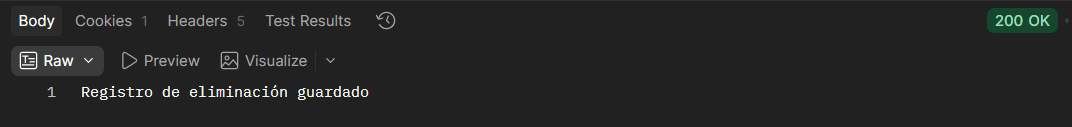 Body Cookies 1 Headers 5 Test Results 200 OK
Raw Preview Visualize
1 Registro de eliminación guardado